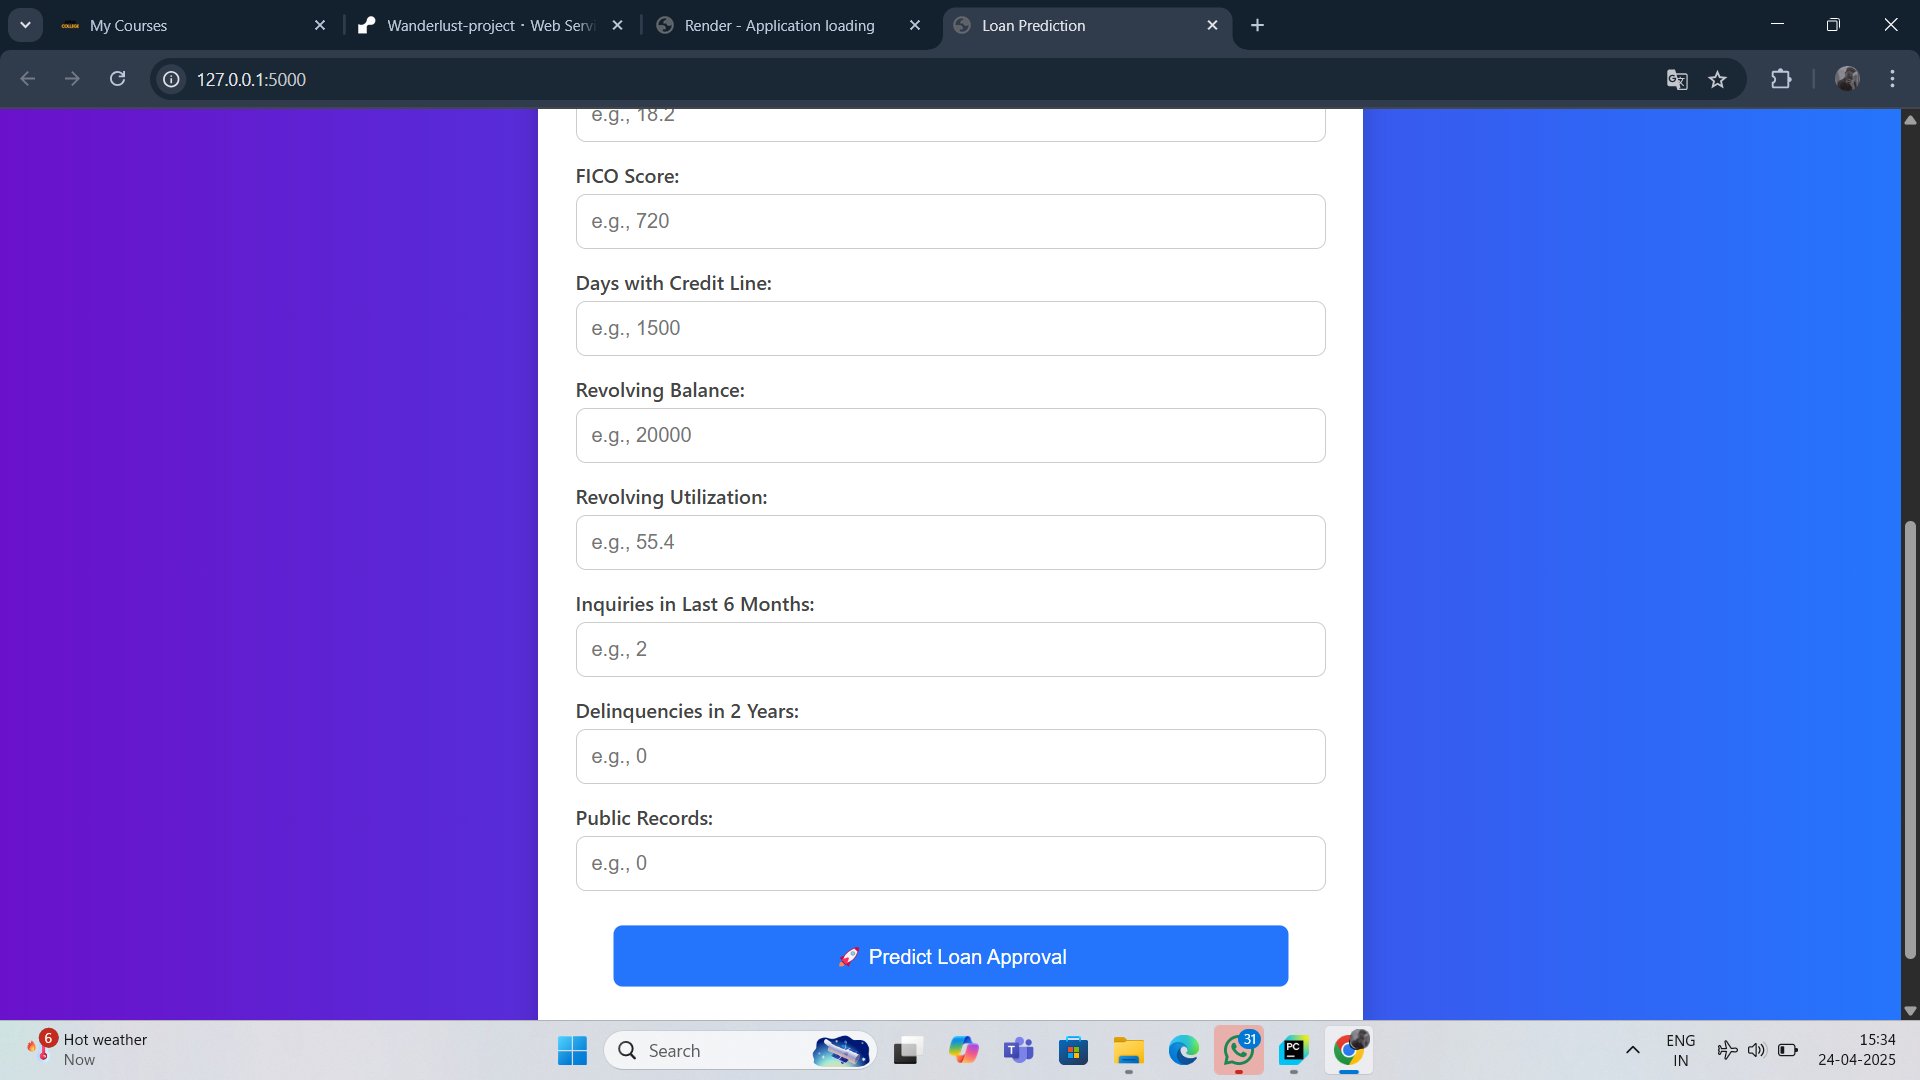 My Courses
Wanderlust-project · Web Servi
Render - Application loading
Loan Prediction
127.0.0.1:5000
e.g., 18.2
FICO Score:
e.g., 720
Days with Credit Line:
e.g., 1500
Revolving Balance:
e.g., 20000
Revolving Utilization:
e.g., 55.4
Inquiries in Last 6 Months:
e.g., 2
Delinquencies in 2 Years:
e.g., 0
Public Records:
e.g., 0
🚀 Predict Loan Approval
6
Hot weather
Now
Search
31
PC
ENG
IN
15:34
24-04-2025